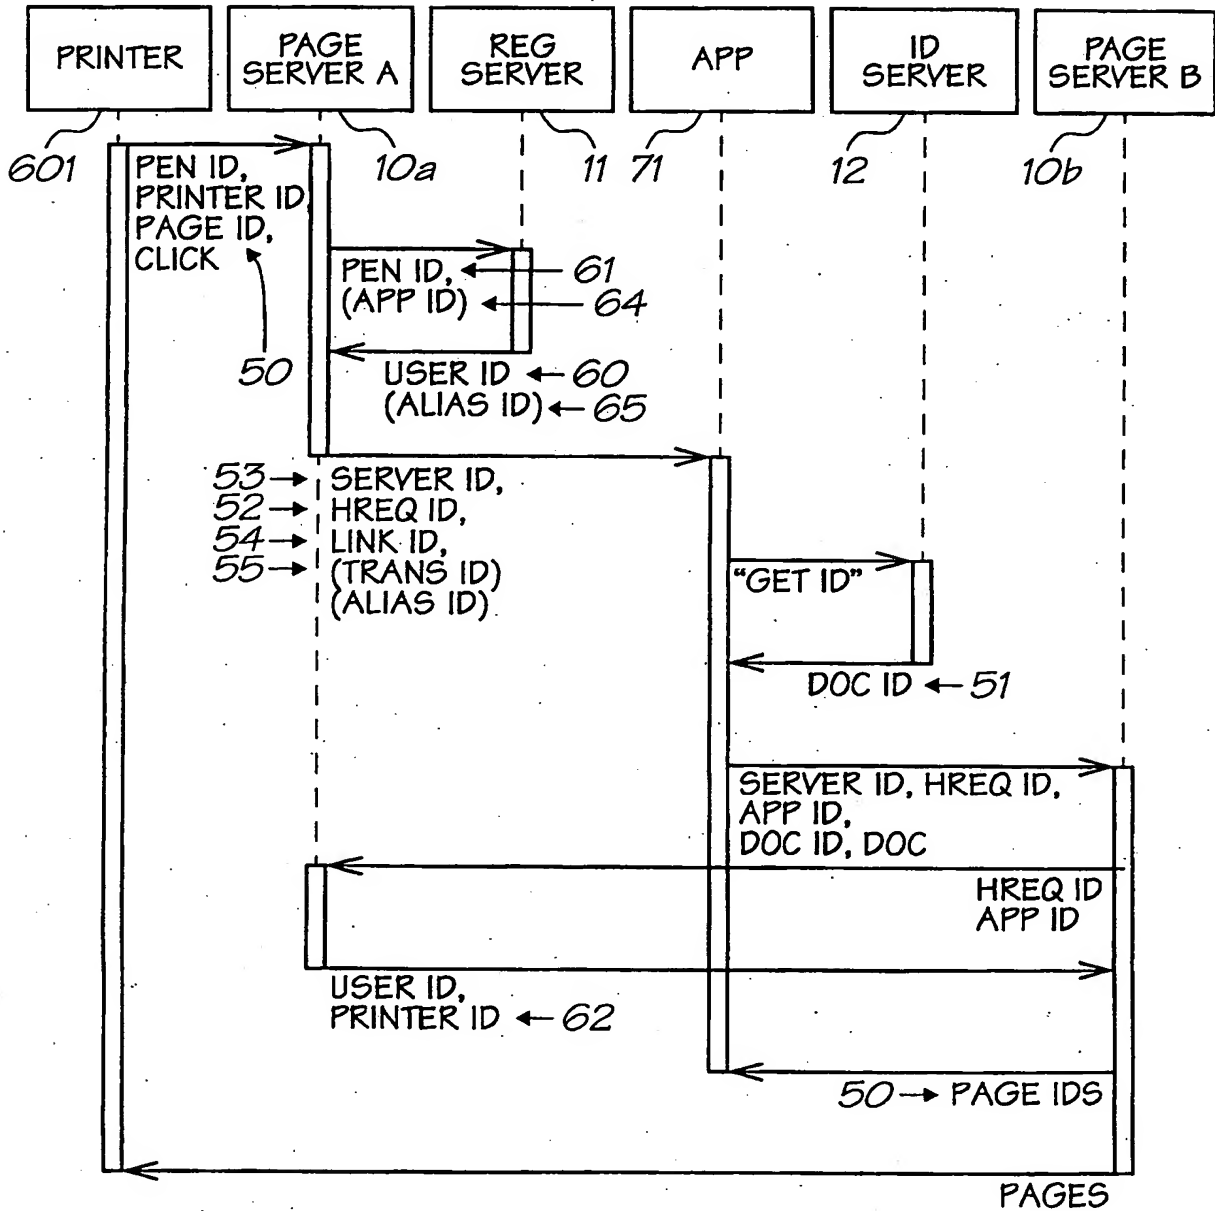 PRINTER
PAGE
SERVER A
REG
SERVER
APP
ID
SERVER
PAGE
SERVER B
601
10a
11
71
12
10b
PEN ID,
PRINTER ID
PAGE ID,
CLICK
50
PEN ID,
61
(APP ID)
64
USER ID
60
(ALIAS ID)
65
53
SERVER ID,
52
HREQ ID,
54
LINK ID,
55
(TRANS ID)
(ALIAS ID)
"GET ID"
DOC ID
51
SERVER ID, HREQ ID,
APP ID,
DOC ID, DOC
HREQ ID
APP ID
USER ID,
PRINTER ID
62
50
PAGE IDS
PAGES